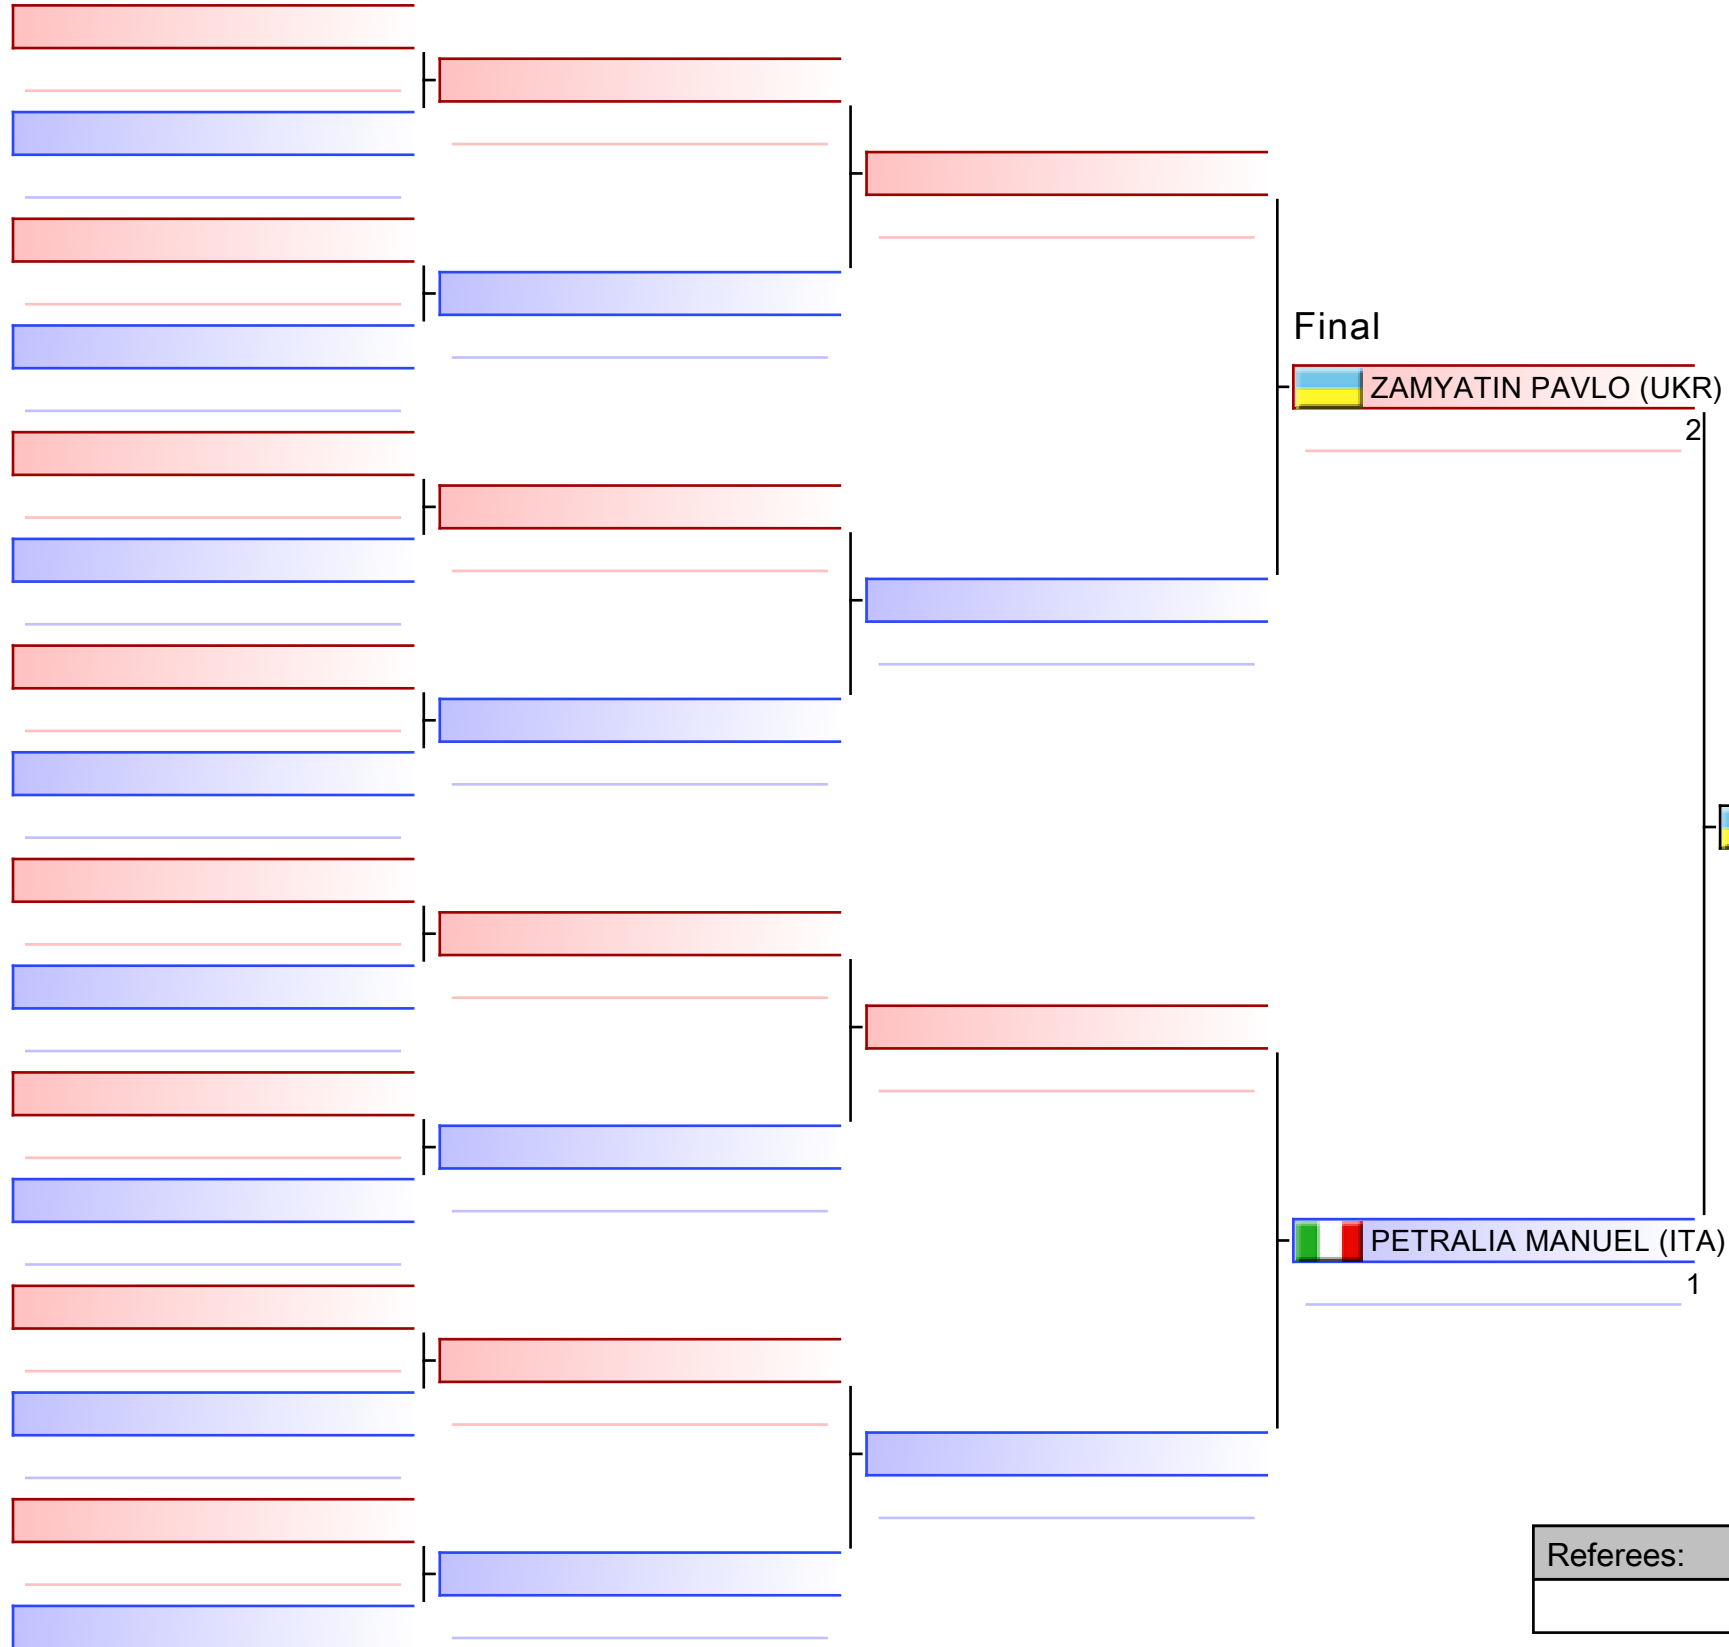 Final
ZAMYATIN PAVLO (UKR)
2
PETRALIA MANUEL (ITA)
1
Referees: